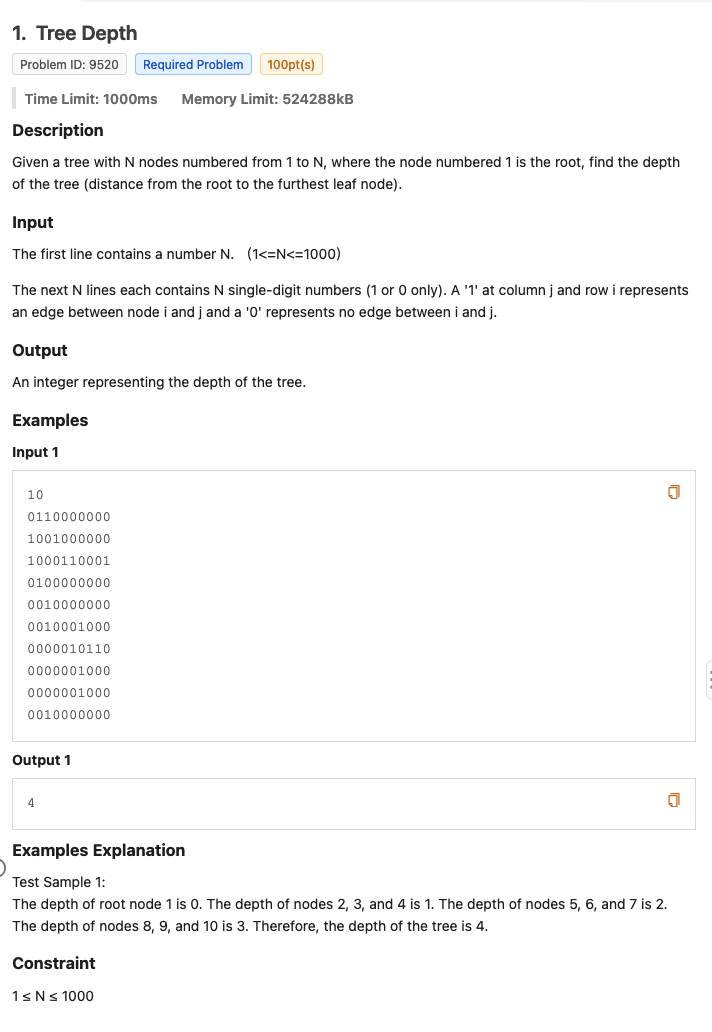 1. Tree Depth
Problem ID: 9520 Required Problem 100pt(s)
Time Limit: 1000ms Memory Limit: 524288kB
Description
Given a tree with N nodes numbered from 1 to N, where the node numbered 1 is the root, find the depth
of the tree (distance from the root to the furthest leaf node).
Input
The first line contains a number N. (1<=N<=1000)
The next N lines each contains N single-digit numbers (1 or 0 only). A '1' at column j and row i represents
an edge between node i and j and a '0' represents no edge between i and j.
Output
An integer representing the depth of the tree.
Examples
Input 1
10
0110000000
1001000000
1000110001
0100000000
0010000000
0010001000
0000010110
0000001000
0000001000
0010000000
Output 1
4
Examples Explanation
Test Sample 1:
The depth of root node 1 is 0. The depth of nodes 2, 3, and 4 is 1. The depth of nodes 5, 6, and 7 is 2.
The depth of nodes 8, 9, and 10 is 3. Therefore, the depth of the tree is 4.
Constraint
1 ≤ N ≤ 1000